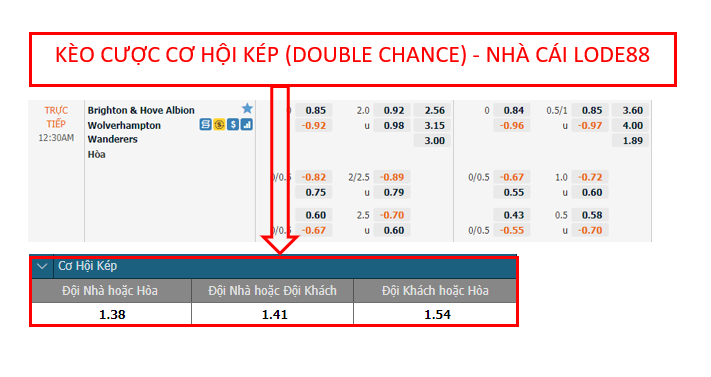 KÈO CƯỢC CƠ HỘI KÉP (DOUBLE CHANCE) - NHÀ CÁI LODE88
TRỰC TIẾP 12:30AM
Brighton & Hove Albion 0 0.85 2.0 0.92 2.56 0 0.84 0.5/1 0.85 3.60
Wolverhampton -0.92 u 0.98 3.15 -0.96 u -0.97 4.00
Wanderers 3.00 1.89
Hòa
0/0.5 -0.82 2/2.5 -0.89 0/0.5 -0.67 1.0 -0.72
0.75 u 0.79 0.55 u 0.60
0.60 2.5 -0.70 0.43 0.5 0.58
0/0.5 -0.67 u 0.60 0/0.5 -0.55 u -0.70
Cơ Hội Kép
Đội Nhà hoặc Hòa Đội Nhà hoặc Đội Khách Đội Khách hoặc Hòa
1.38 1.41 1.54